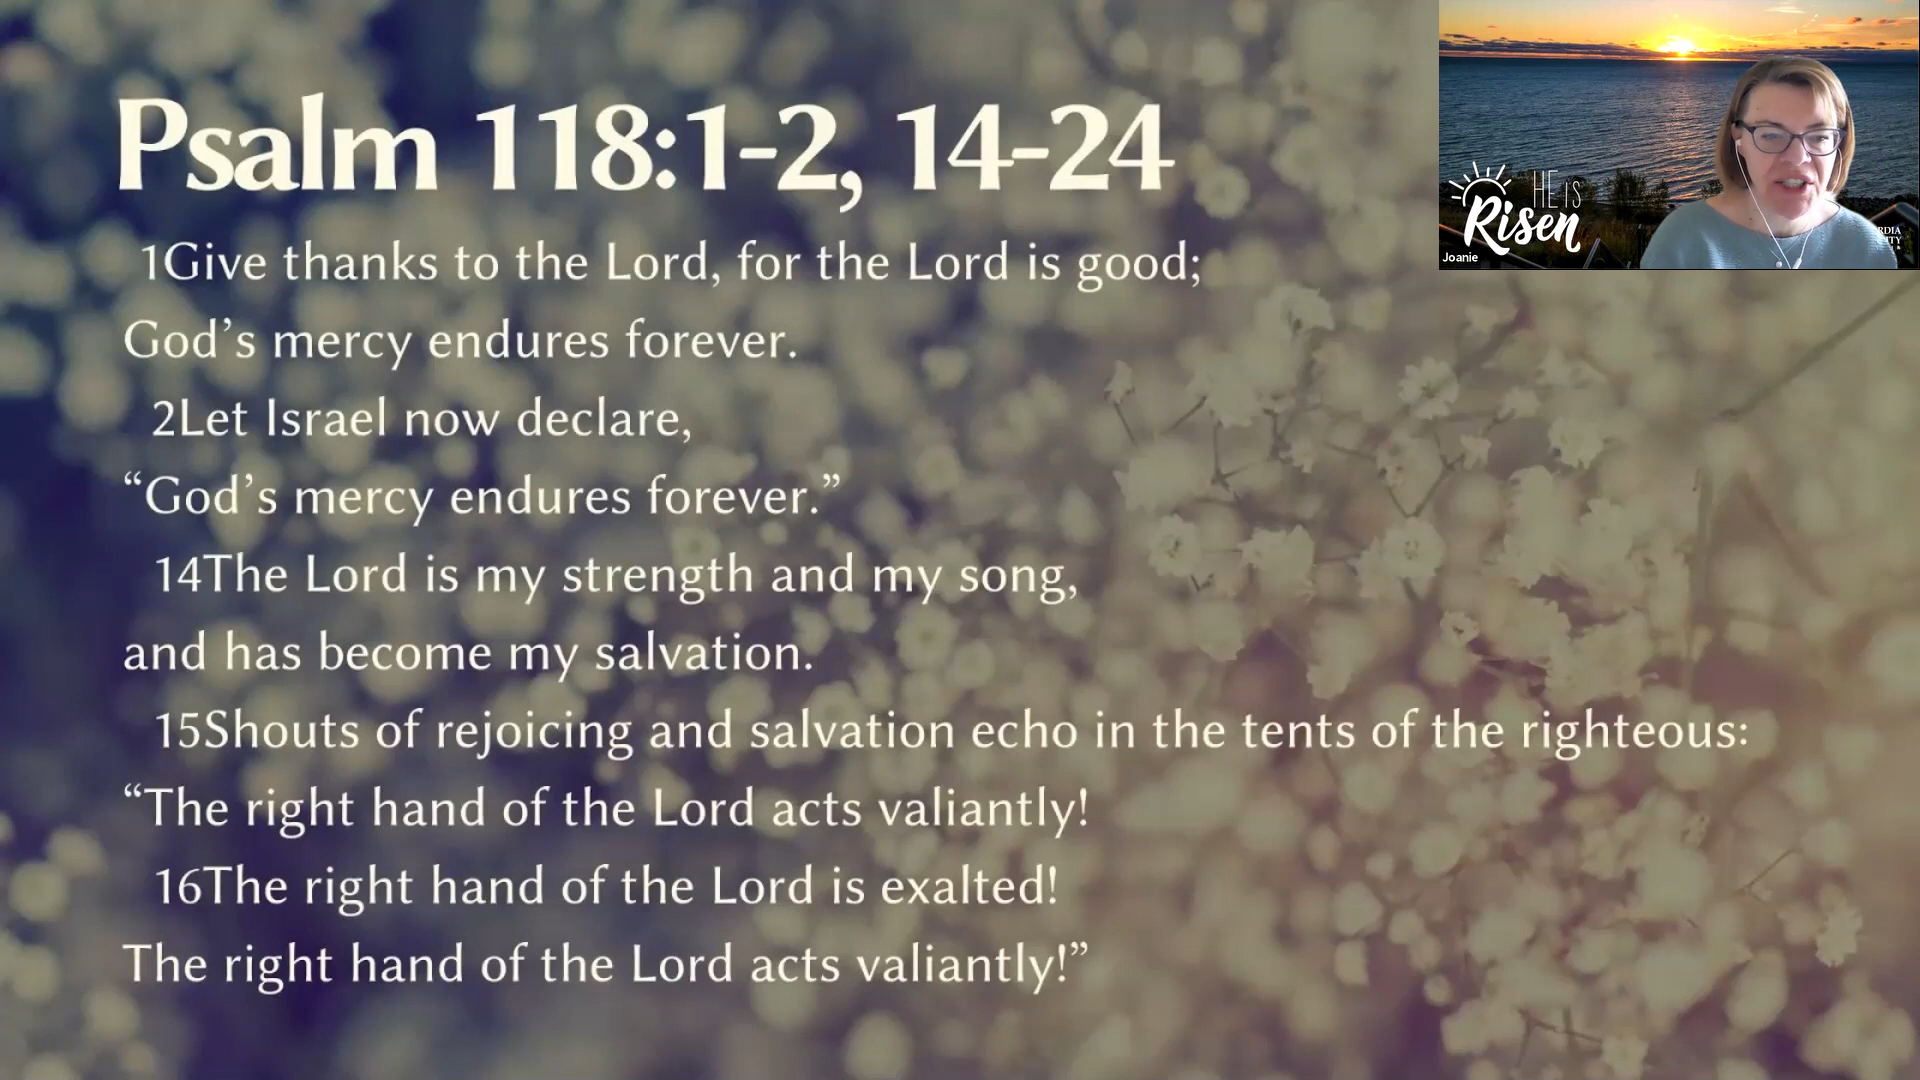 Psalm 118:1-2, 14-24
1Give thanks to the Lord, for the Lord is good;
God’s mercy endures forever.
2Let Israel now declare,
“God’s mercy endures forever.”
14The Lord is my strength and my song,
and has become my salvation.
15Shouts of rejoicing and salvation echo in the tents of the righteous:
“The right hand of the Lord acts valiantly!
16The right hand of the Lord is exalted!
The right hand of the Lord acts valiantly!”
HE IS
Risen
Joanie